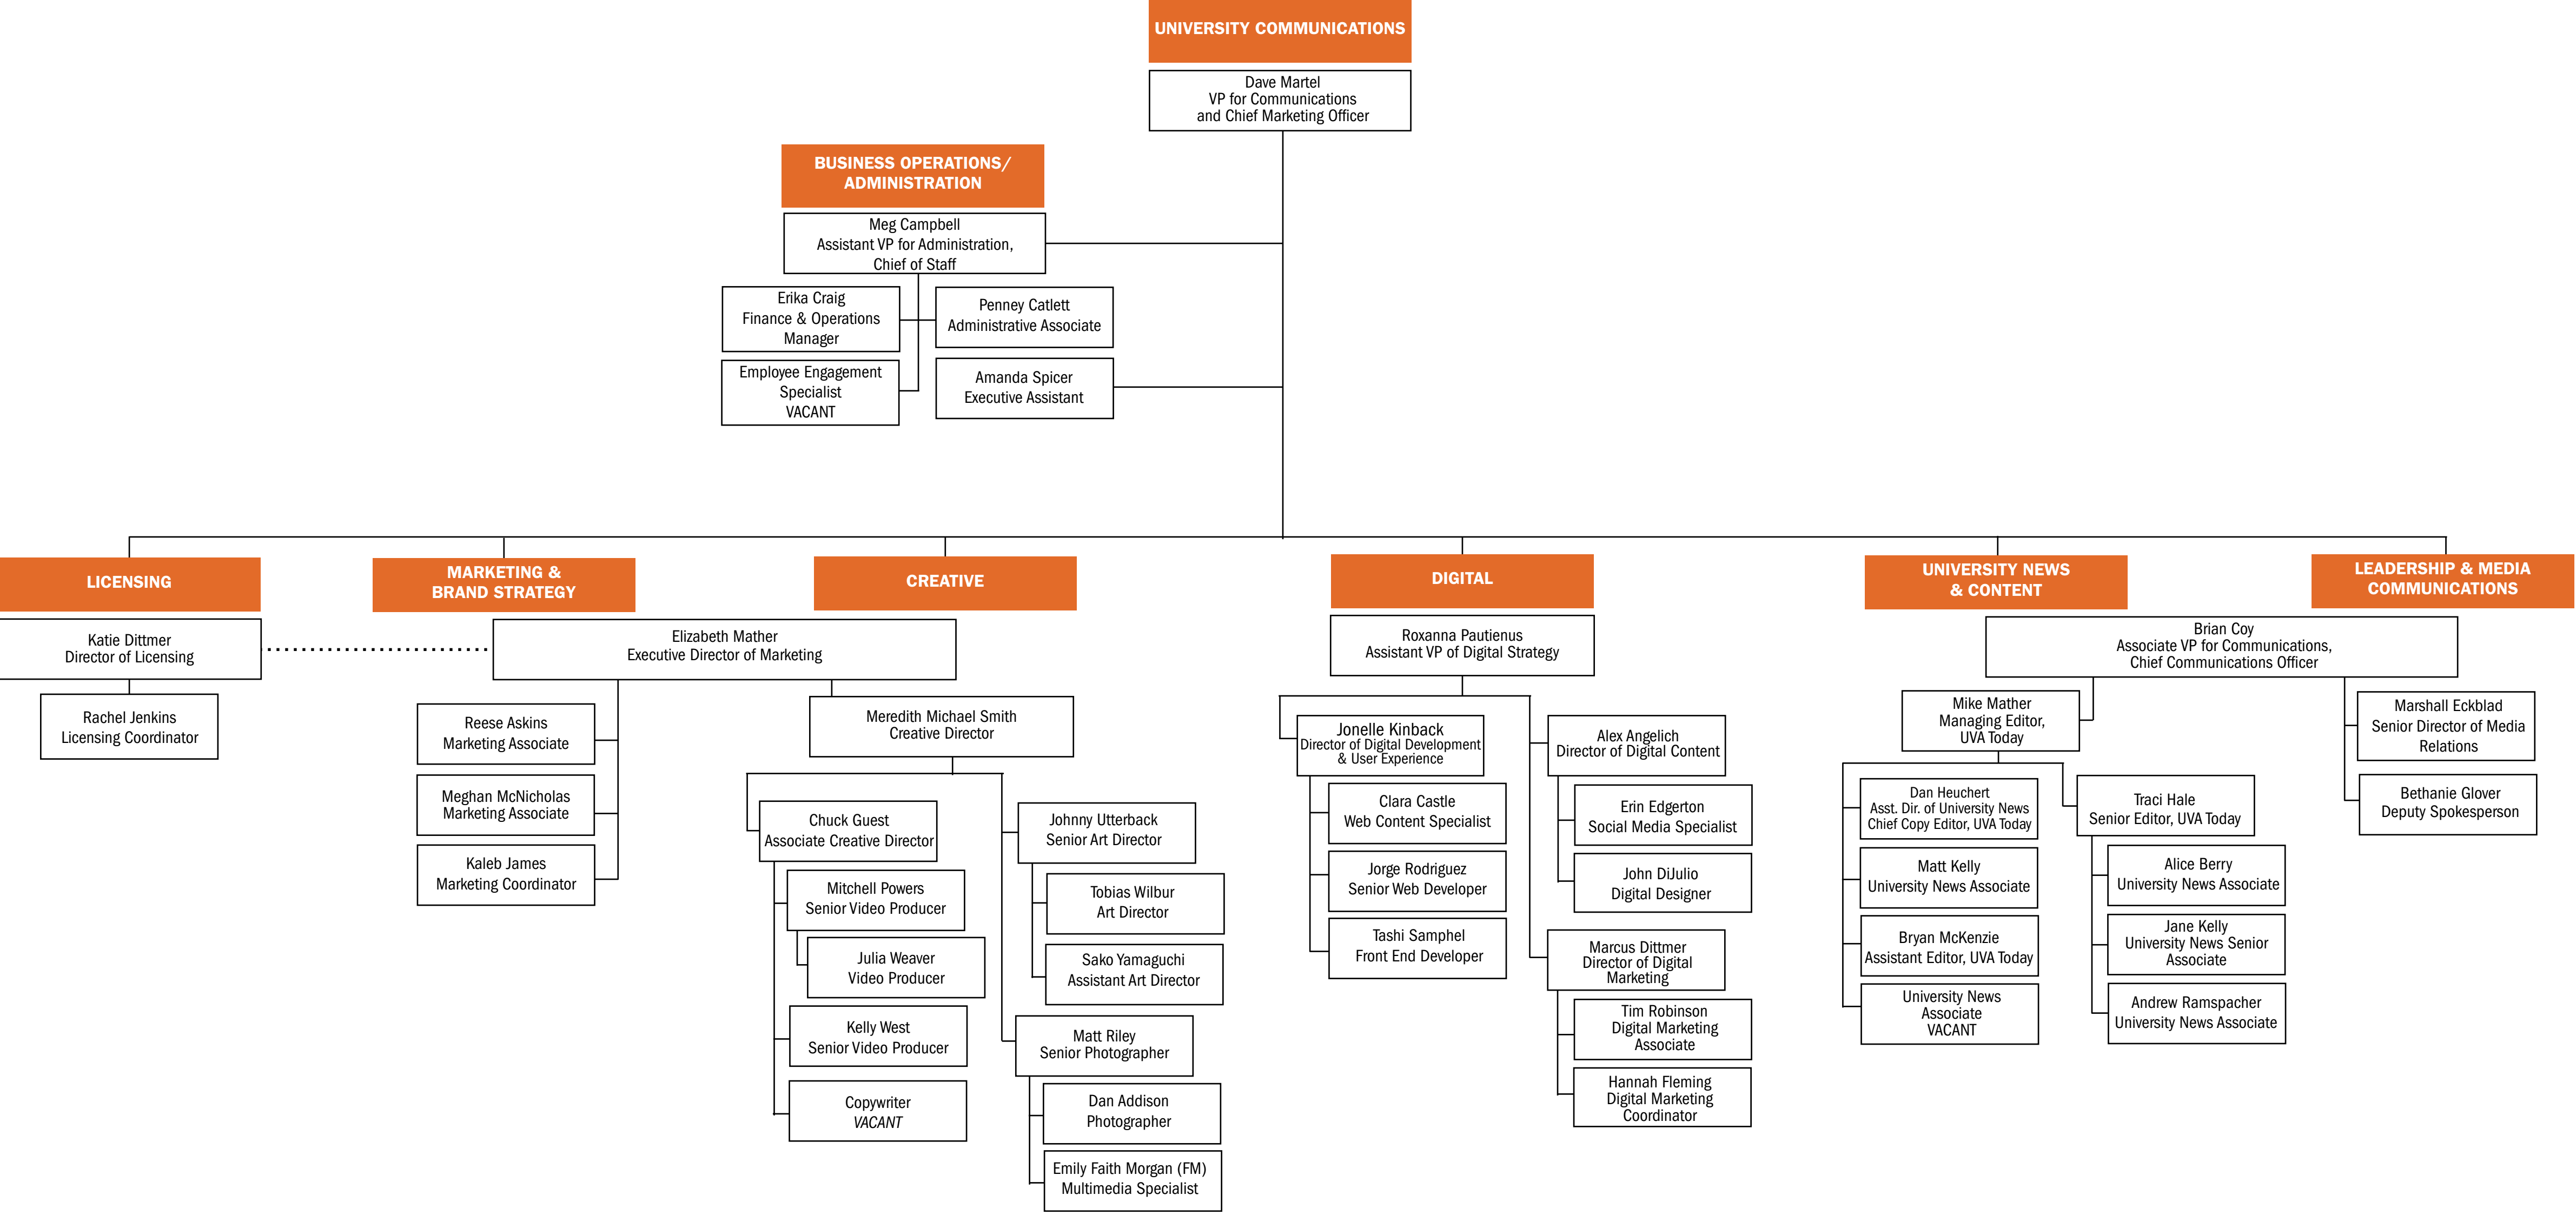 UNIVERSITY COMMUNICATIONS
Dave Martel
VP for Communications
and Chief Marketing Officer
BUSINESS OPERATIONS/
ADMINISTRATION
Meg Campbell
Assistant VP for Administration,
Chief of Staff
Erika Craig
Finance & Operations
Manager
Penney Catlett
Administrative Associate
Employee Engagement
Specialist
VACANT
Amanda Spicer
Executive Assistant
LICENSING
Katie Dittmer
Director of Licensing
Rachel Jenkins
Licensing Coordinator
MARKETING &
BRAND STRATEGY
CREATIVE
Elizabeth Mather
Executive Director of Marketing
Reese Askins
Marketing Associate
Meghan McNicholas
Marketing Associate
Kaleb James
Marketing Coordinator
Meredith Michael Smith
Creative Director
Chuck Guest
Associate Creative Director
Mitchell Powers
Senior Video Producer
Julia Weaver
Video Producer
Kelly West
Senior Video Producer
Copywriter
VACANT
Johnny Utterback
Senior Art Director
Tobias Wilbur
Art Director
Sako Yamaguchi
Assistant Art Director
Matt Riley
Senior Photographer
Dan Addison
Photographer
Emily Faith Morgan (FM)
Multimedia Specialist
DIGITAL
Roxanna Pautienus
Assistant VP of Digital Strategy
Jonelle Kinback
Director of Digital Development
& User Experience
Clara Castle
Web Content Specialist
Jorge Rodriguez
Senior Web Developer
Tashi Samphel
Front End Developer
Alex Angelich
Director of Digital Content
Erin Edgerton
Social Media Specialist
John DiJulio
Digital Designer
Marcus Dittmer
Director of Digital
Marketing
Tim Robinson
Digital Marketing
Associate
Hannah Fleming
Digital Marketing
Coordinator
UNIVERSITY NEWS
& CONTENT
LEADERSHIP & MEDIA
COMMUNICATIONS
Brian Coy
Associate VP for Communications,
Chief Communications Officer
Mike Mather
Managing Editor,
UVA Today
Dan Heuchert
Asst. Dir. of University News
Chief Copy Editor, UVA Today
Matt Kelly
University News Associate
Bryan McKenzie
Assistant Editor, UVA Today
University News
Associate
VACANT
Traci Hale
Senior Editor, UVA Today
Alice Berry
University News Associate
Jane Kelly
University News Senior
Associate
Andrew Ramspacher
University News Associate
Marshall Eckblad
Senior Director of Media
Relations
Bethanie Glover
Deputy Spokesperson